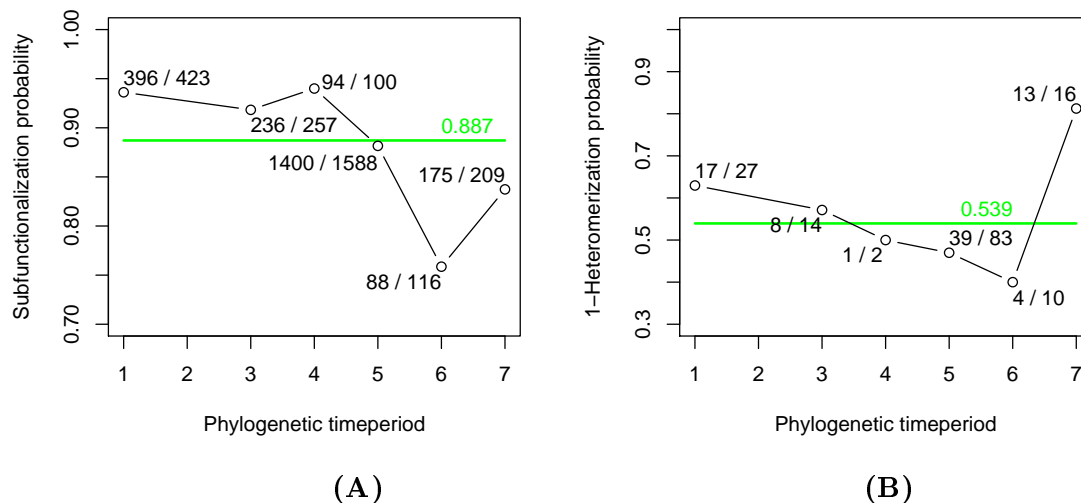 Subfunctionalization probability
1.00
0.90
0.80
0.70
396 / 423
94 / 100
236 / 257
0.887
1400 / 1588
175 / 209
88 / 116
1 2 3 4 5 6 7
Phylogenetic timeperiod
(A)
1−Heteromerization probability
0.9
0.7
0.5
0.3
13 / 16
17 / 27
0.539
8 / 14
39 / 83
1 / 2
4 / 10
1 2 3 4 5 6 7
Phylogenetic timeperiod
(B)